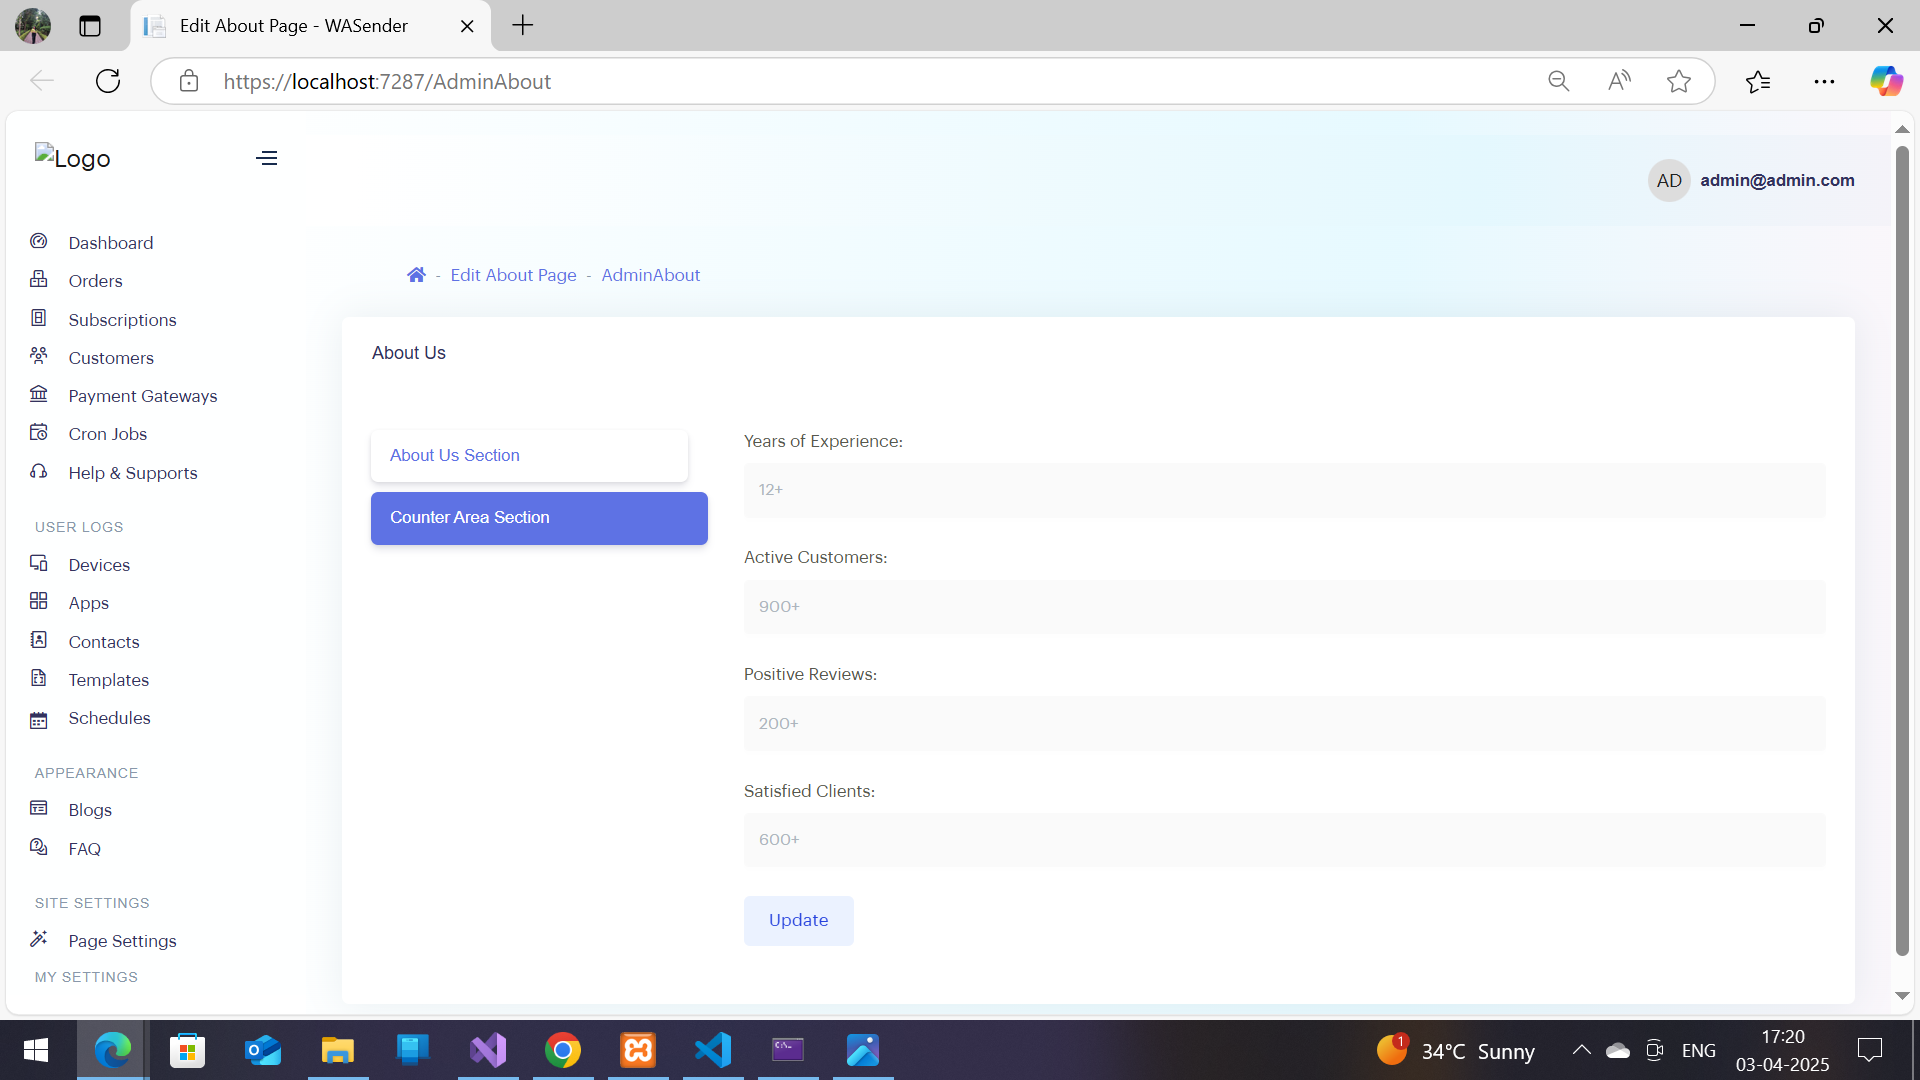 Edit About Page - WASender
https://localhost:7287/AdminAbout
Logo
AD admin@admin.com
Dashboard
Orders
Subscriptions
Customers
Payment Gateways
Cron Jobs
Help & Supports
USER LOGS
Devices
Apps
Contacts
Templates
Schedules
APPEARANCE
Blogs
FAQ
SITE SETTINGS
Page Settings
MY SETTINGS
- Edit About Page - AdminAbout
About Us
About Us Section
Counter Area Section
Years of Experience:
12+
Active Customers:
900+
Positive Reviews:
200+
Satisfied Clients:
600+
Update
1
34°C Sunny
ENG
17:20
03-04-2025